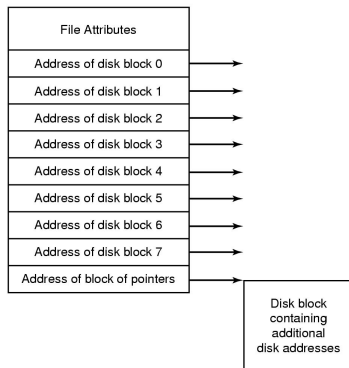 File Attributes
Address of disk block 0
Address of disk block 1
Address of disk block 2
Address of disk block 3
Address of disk block 4
Address of disk block 5
Address of disk block 6
Address of disk block 7
Address of block of pointers
Disk block
containing
additional
disk addresses